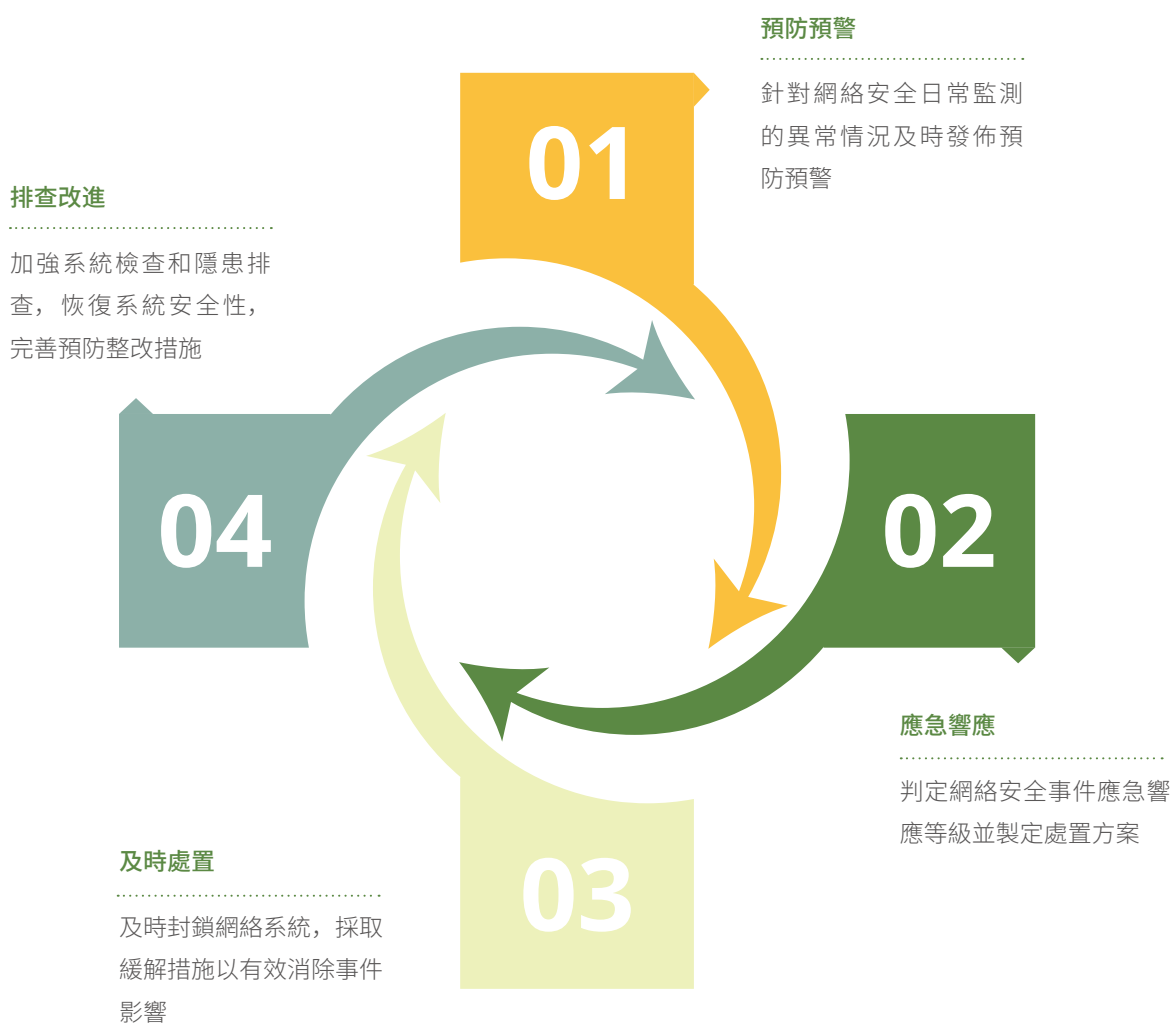 預防預警
針對網絡安全日常監測
的異常情況及時發佈預
防預警
01
排查改進
加強系統檢查和隱患排
查，恢復系統安全性，
完善預防整改措施
04
02
應急響應
判定網絡安全事件應急響
應等級並製定處置方案
03
及時處置
及時封鎖網絡系統，採取
緩解措施以有效消除事件
影響